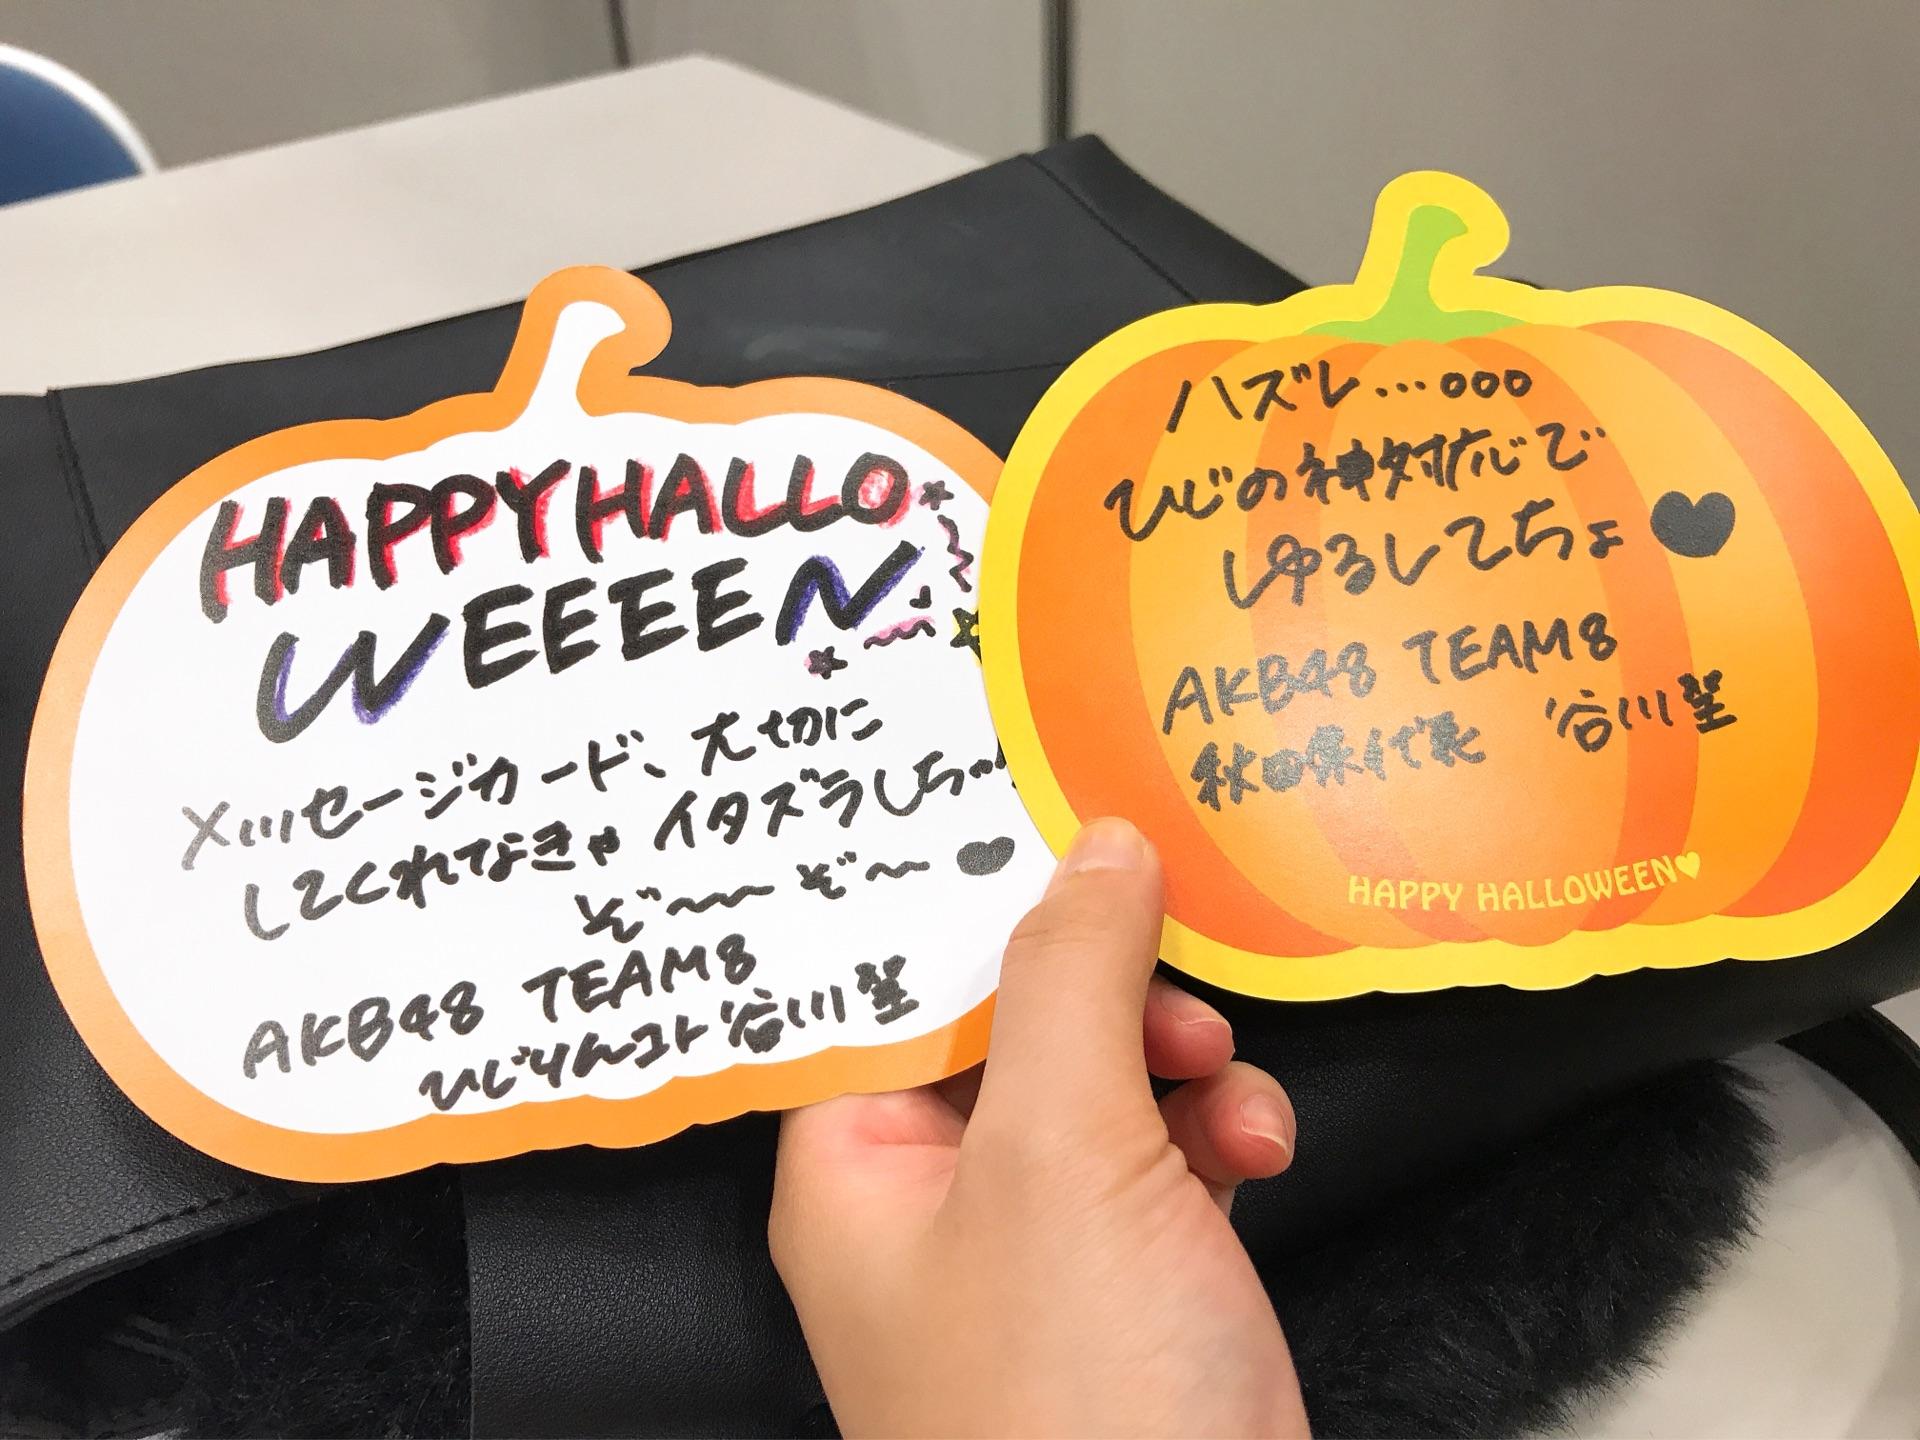 HAPPYHALLO
WEEEEN
メッセージカード、大切に
してくれなきゃ イタズラしちゃ
ぞ〜〜 ぞ〜〜 ♥
AKB48 TEAM8
ひじりんコト 谷川聖
ハズレ...ooo
ひじの神対応で
ゆるしてちょ ♥
AKB48 TEAM8
秋田県代表 谷川聖
HAPPY HALLOWEEN♥